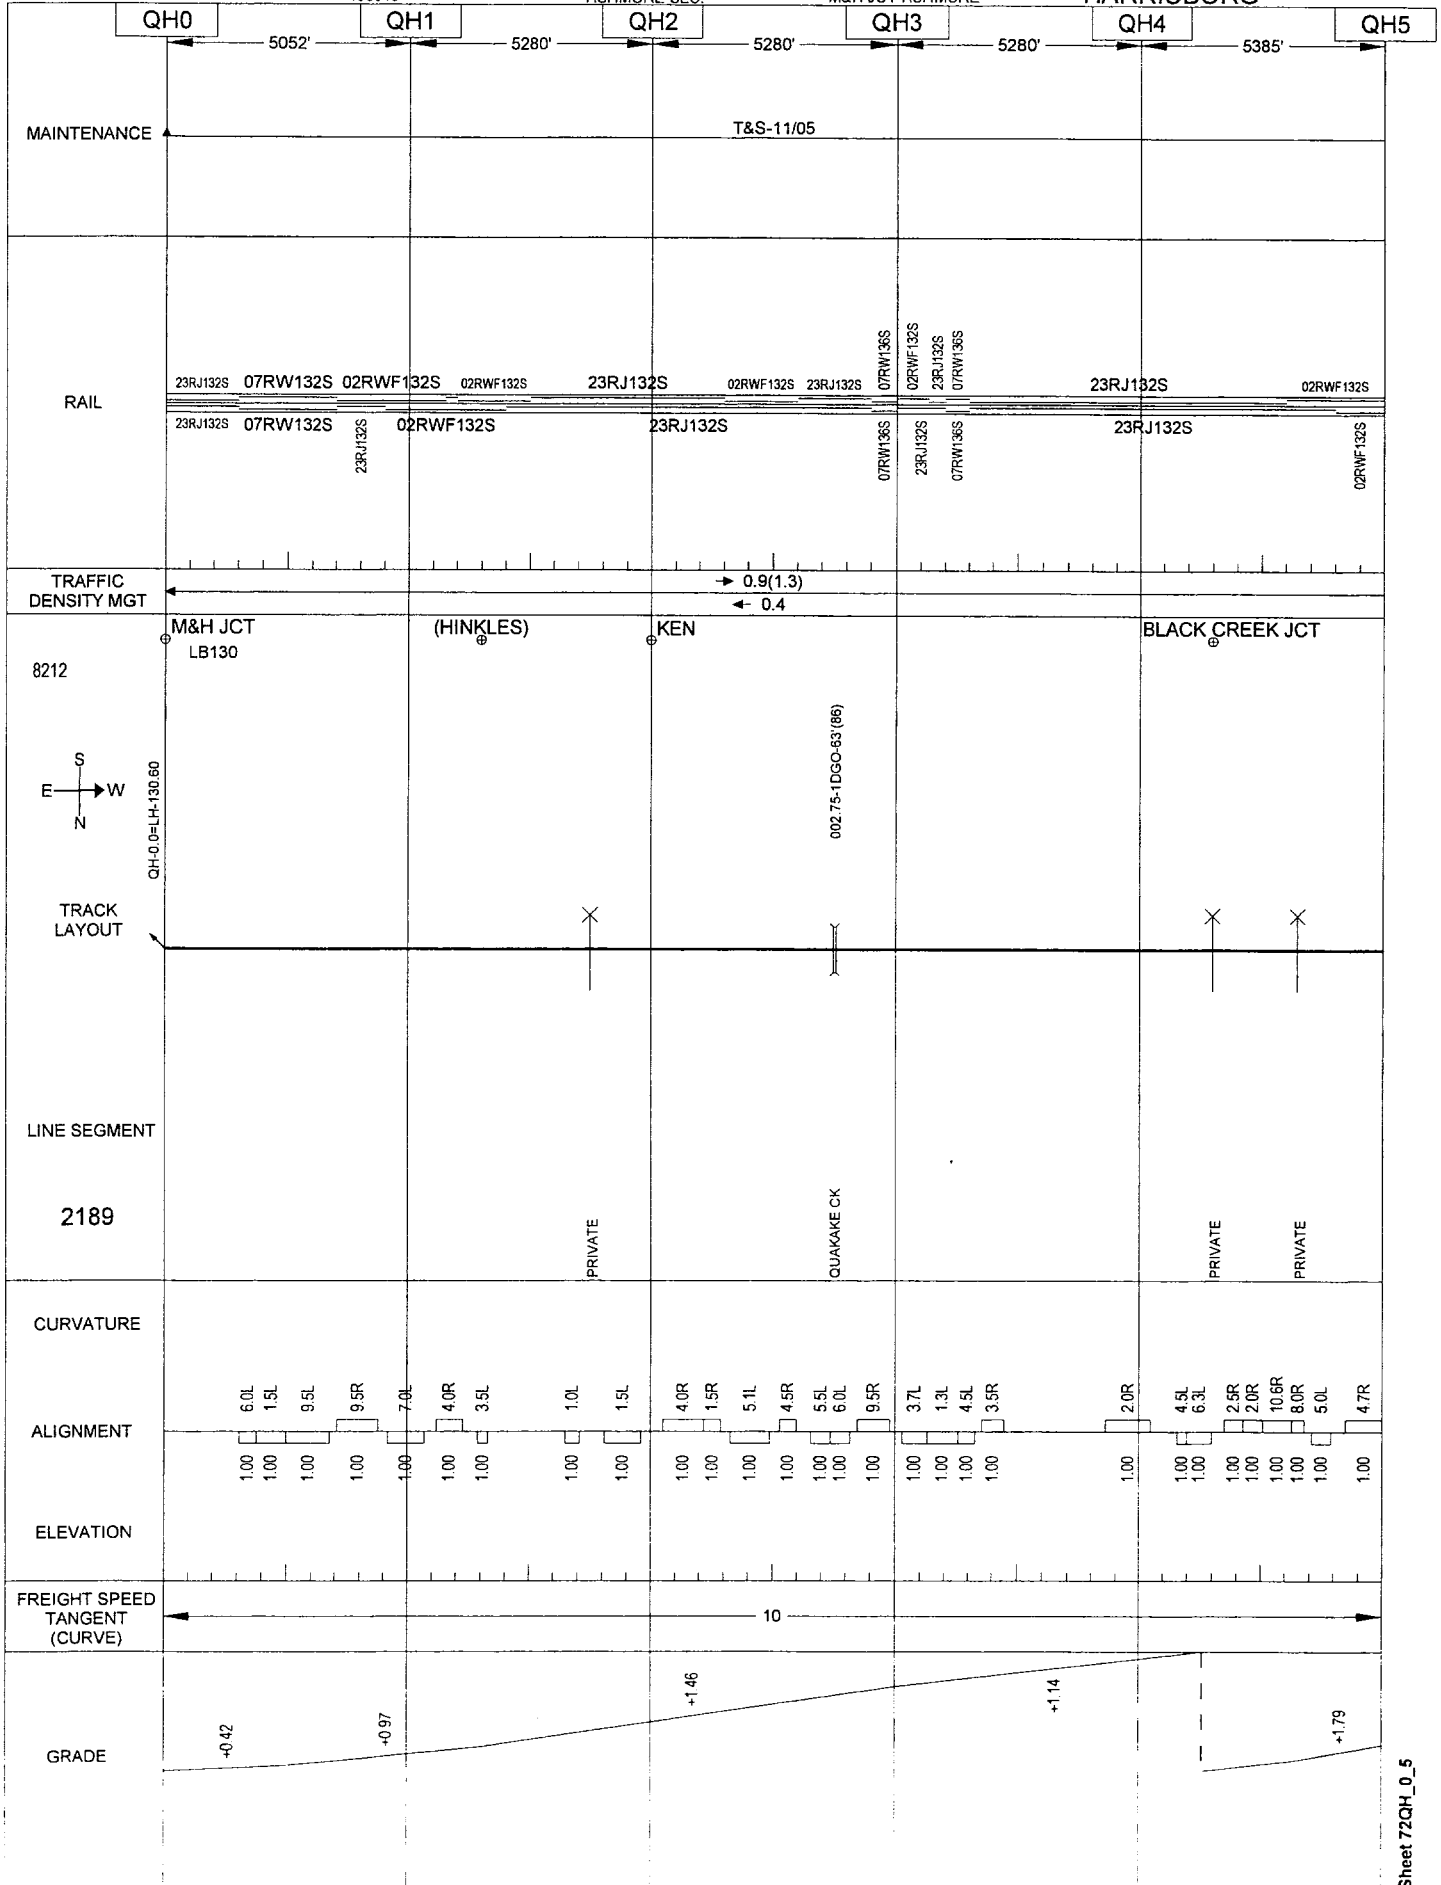 HARRISBURG
QH0 QH1 QH2 QH3 QH4 QH5
5052' 5280' 5280' 5280' 5385'
MAINTENANCE
T&S-11/05
07RW136S 02RWF132S 23RJ132S 07RW136S
23RJ132S 07RW132S 02RWF132S 02RWF132S 23RJ132S 02RWF132S 23RJ132S 23RJ132S 02RWF132S
RAIL
23RJ132S 07RW132S 23RJ132S 02RWF132S 23RJ132S 07RW136S 23RJ132S 07RW136S 23RJ132S 02RWF132S
TRAFFIC
DENSITY MGT
0.9(1.3)
0.4
M&H JCT (HINKLES) KEN BLACK CREEK JCT
LB130
8212
S
E W
N
QH-0.0=LH-130.60
002.75-1DGO-63'(86)
TRACK
LAYOUT
LINE SEGMENT
2189
PRIVATE QUAKAKE CK PRIVATE PRIVATE
CURVATURE
6.0L 1.5L 9.5L 9.5R 7.0L 4.0R 3.5L 1.0L 1.5L 4.0R 1.5R 5.1L 4.5R 5.5L 6.0L 9.5R 3.7L 1.3L 4.5L 3.5R 2.0R 4.5L 6.3L 2.5R 2.0R 10.6R 8.0R 5.0L 4.7R
ALIGNMENT
1.00 1.00 1.00 1.00 1.00 1.00 1.00 1.00 1.00 1.00 1.00 1.00 1.00 1.00 1.00 1.00 1.00 1.00 1.00 1.00 1.00 1.00 1.00 1.00 1.00 1.00 1.00 1.00 1.00
ELEVATION
FREIGHT SPEED
TANGENT
(CURVE)
10
GRADE
+0.42 +0.97 +1.46 +1.14 +1.79
Sheet 72QH_0_5